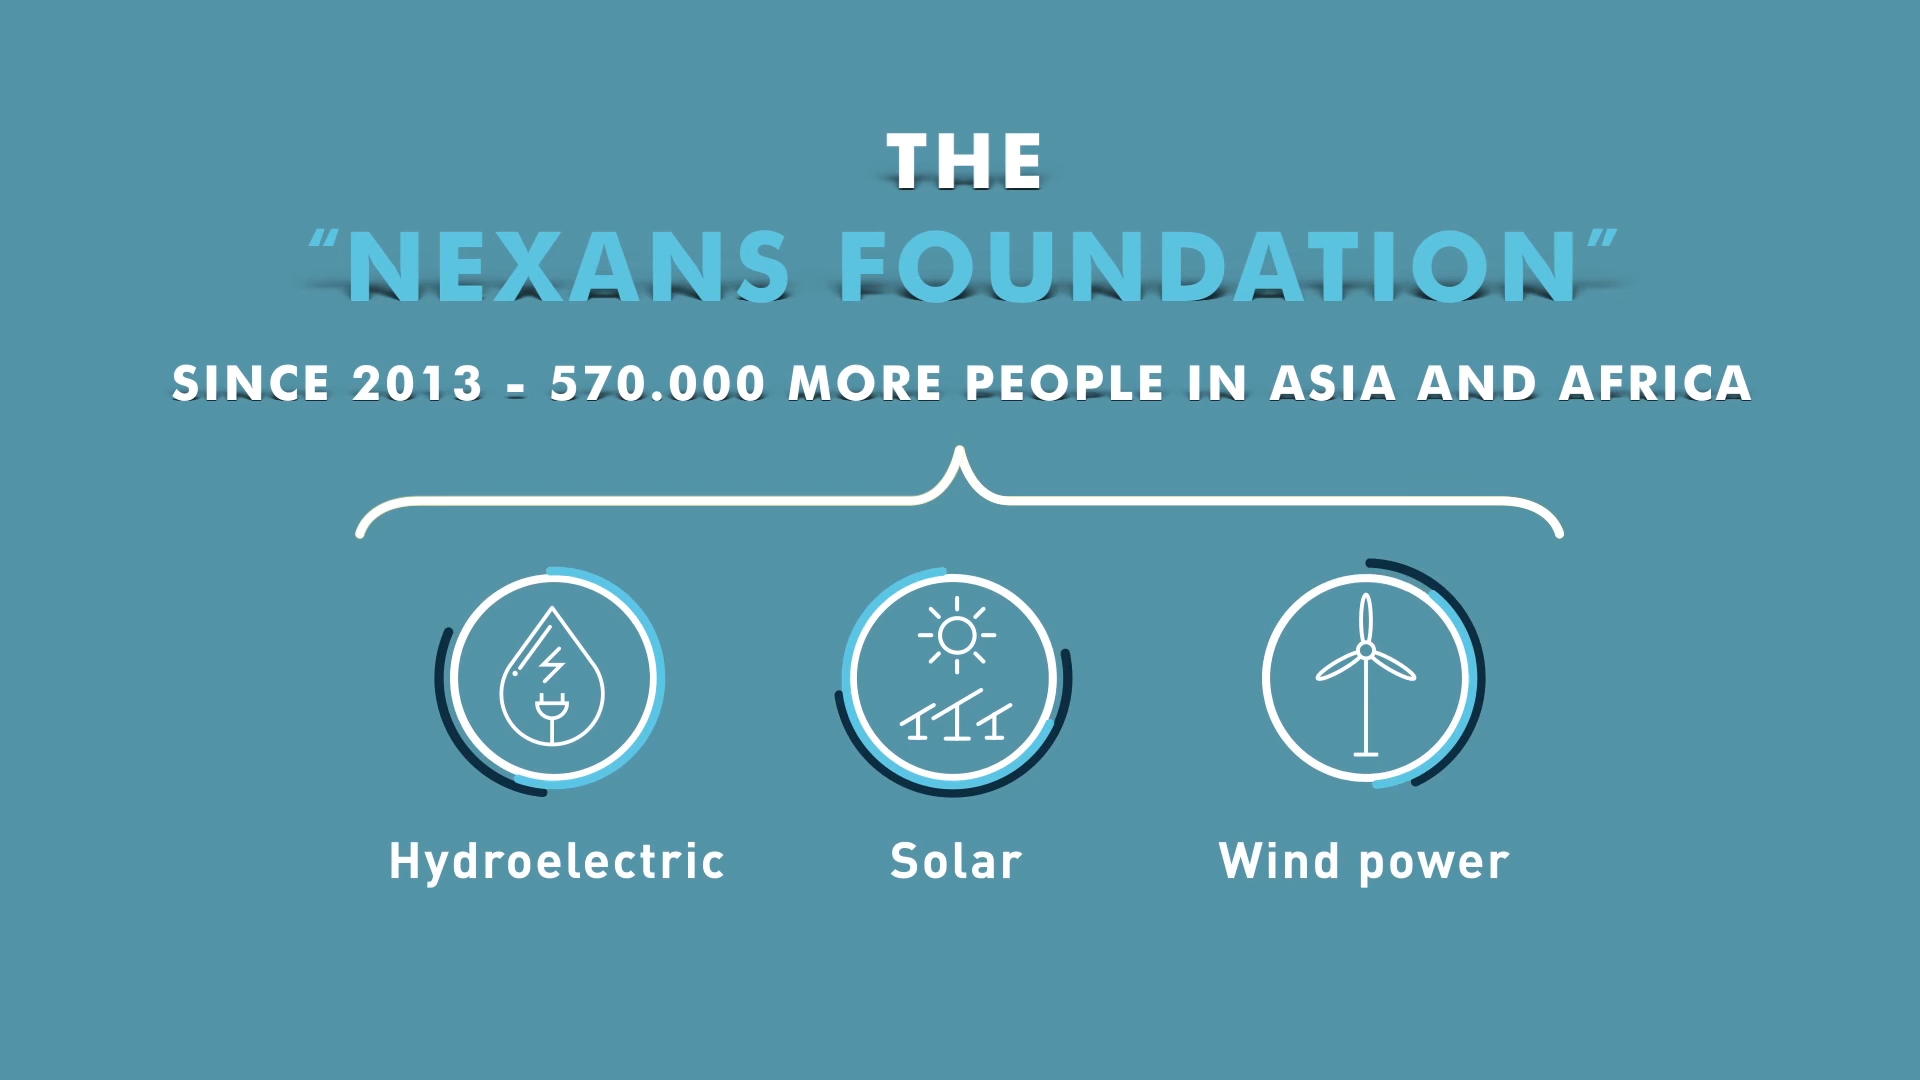 THE
“NEXANS FOUNDATION”
SINCE 2013 - 570.000 MORE PEOPLE IN ASIA AND AFRICA
Hydroelectric Solar Wind power